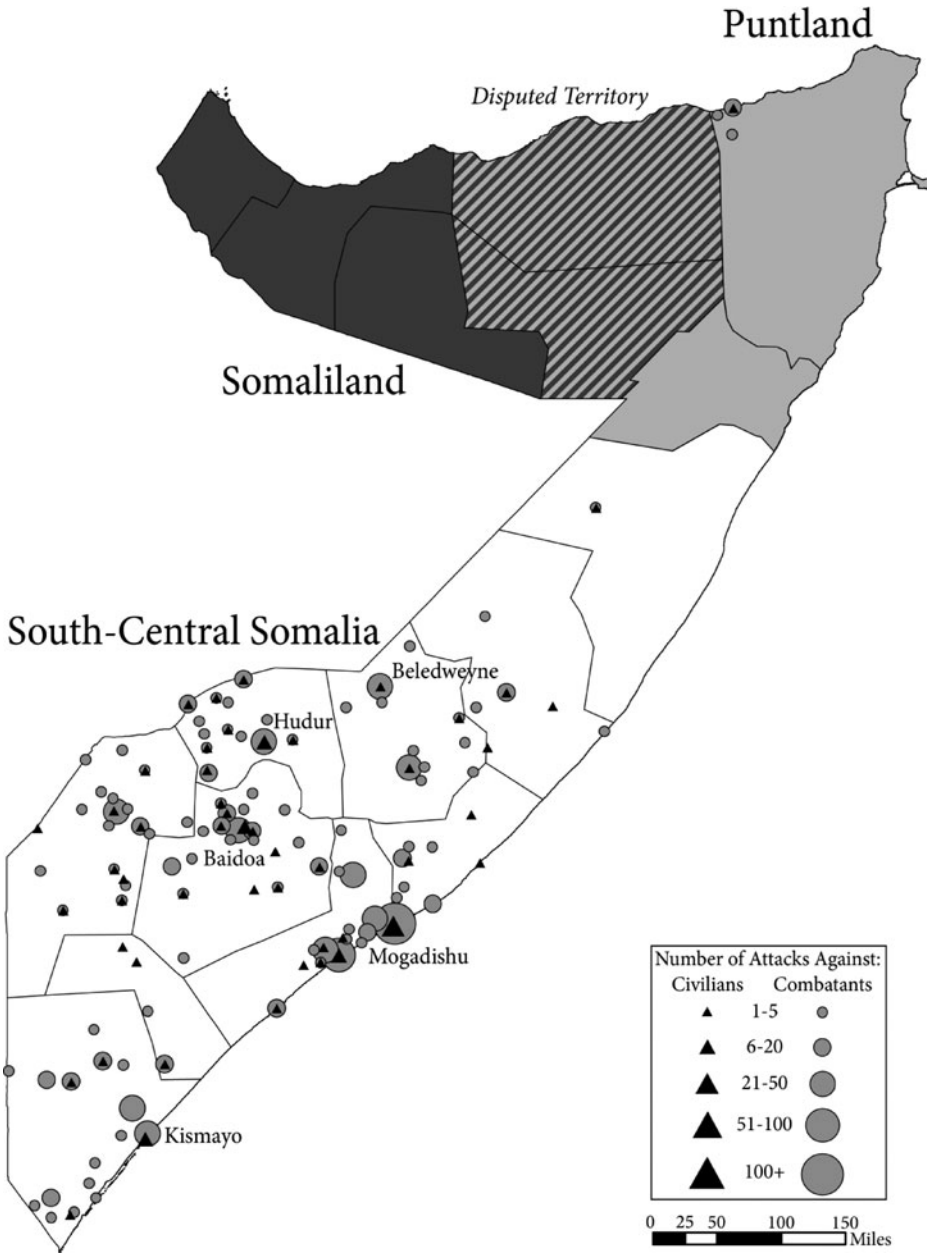 Puntland
Disputed Territory
Somaliland
South-Central Somalia
Beledweyne
Hudur
Baidoa
Mogadishu
Kismayo
Number of Attacks Against:
Civilians Combatants
1-5
6-20
21-50
51-100
100+
0 25 50 100 150
Miles